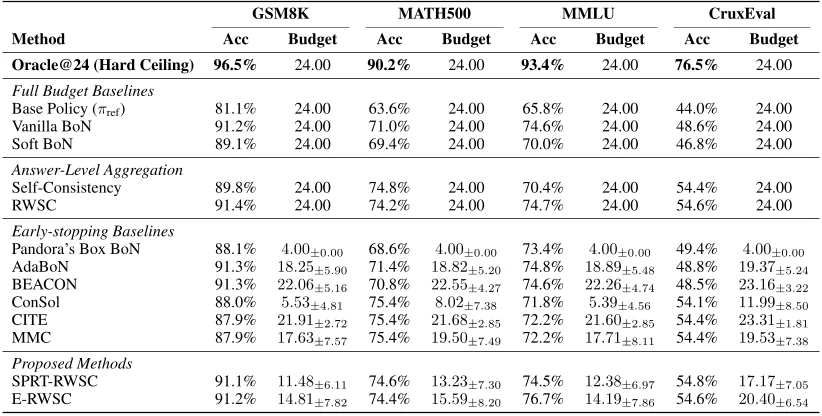 GSM8K MATH500 MMLU CruxEval
Method Acc Budget Acc Budget Acc Budget Acc Budget
Oracle@24 (Hard Ceiling) 96.5% 24.00 90.2% 24.00 93.4% 24.00 76.5% 24.00
Full Budget Baselines
Base Policy (π_ref) 81.1% 24.00 63.6% 24.00 65.8% 24.00 44.0% 24.00
Vanilla BoN 91.2% 24.00 71.0% 24.00 74.6% 24.00 48.6% 24.00
Soft BoN 89.1% 24.00 69.4% 24.00 70.0% 24.00 46.8% 24.00
Answer-Level Aggregation
Self-Consistency 89.8% 24.00 74.8% 24.00 70.4% 24.00 54.4% 24.00
RWSC 91.4% 24.00 74.2% 24.00 74.7% 24.00 54.6% 24.00
Early-stopping Baselines
Pandora's Box BoN 88.1% 4.00±0.00 68.6% 4.00±0.00 73.4% 4.00±0.00 49.4% 4.00±0.00
AdaBoN 91.3% 18.25±5.90 71.4% 18.82±5.20 74.8% 18.89±5.48 48.8% 19.37±5.24
BEACON 91.3% 22.06±5.16 70.8% 22.55±4.27 74.6% 22.26±4.74 48.5% 23.16±3.22
ConSol 88.0% 5.53±4.81 75.4% 8.02±7.38 71.8% 5.39±4.56 54.1% 11.99±8.50
CITE 87.9% 21.91±2.72 75.4% 21.68±2.85 72.2% 21.60±2.85 54.4% 23.31±1.81
MMC 87.9% 17.63±7.57 75.4% 19.50±7.49 72.2% 17.71±8.11 54.4% 19.53±7.38
Proposed Methods
SPRT-RWSC 91.1% 11.48±6.11 74.6% 13.23±7.30 74.5% 12.38±6.97 54.8% 17.17±7.05
E-RWSC 91.2% 14.81±7.82 74.4% 15.59±8.20 76.7% 14.19±7.86 54.6% 20.40±6.54